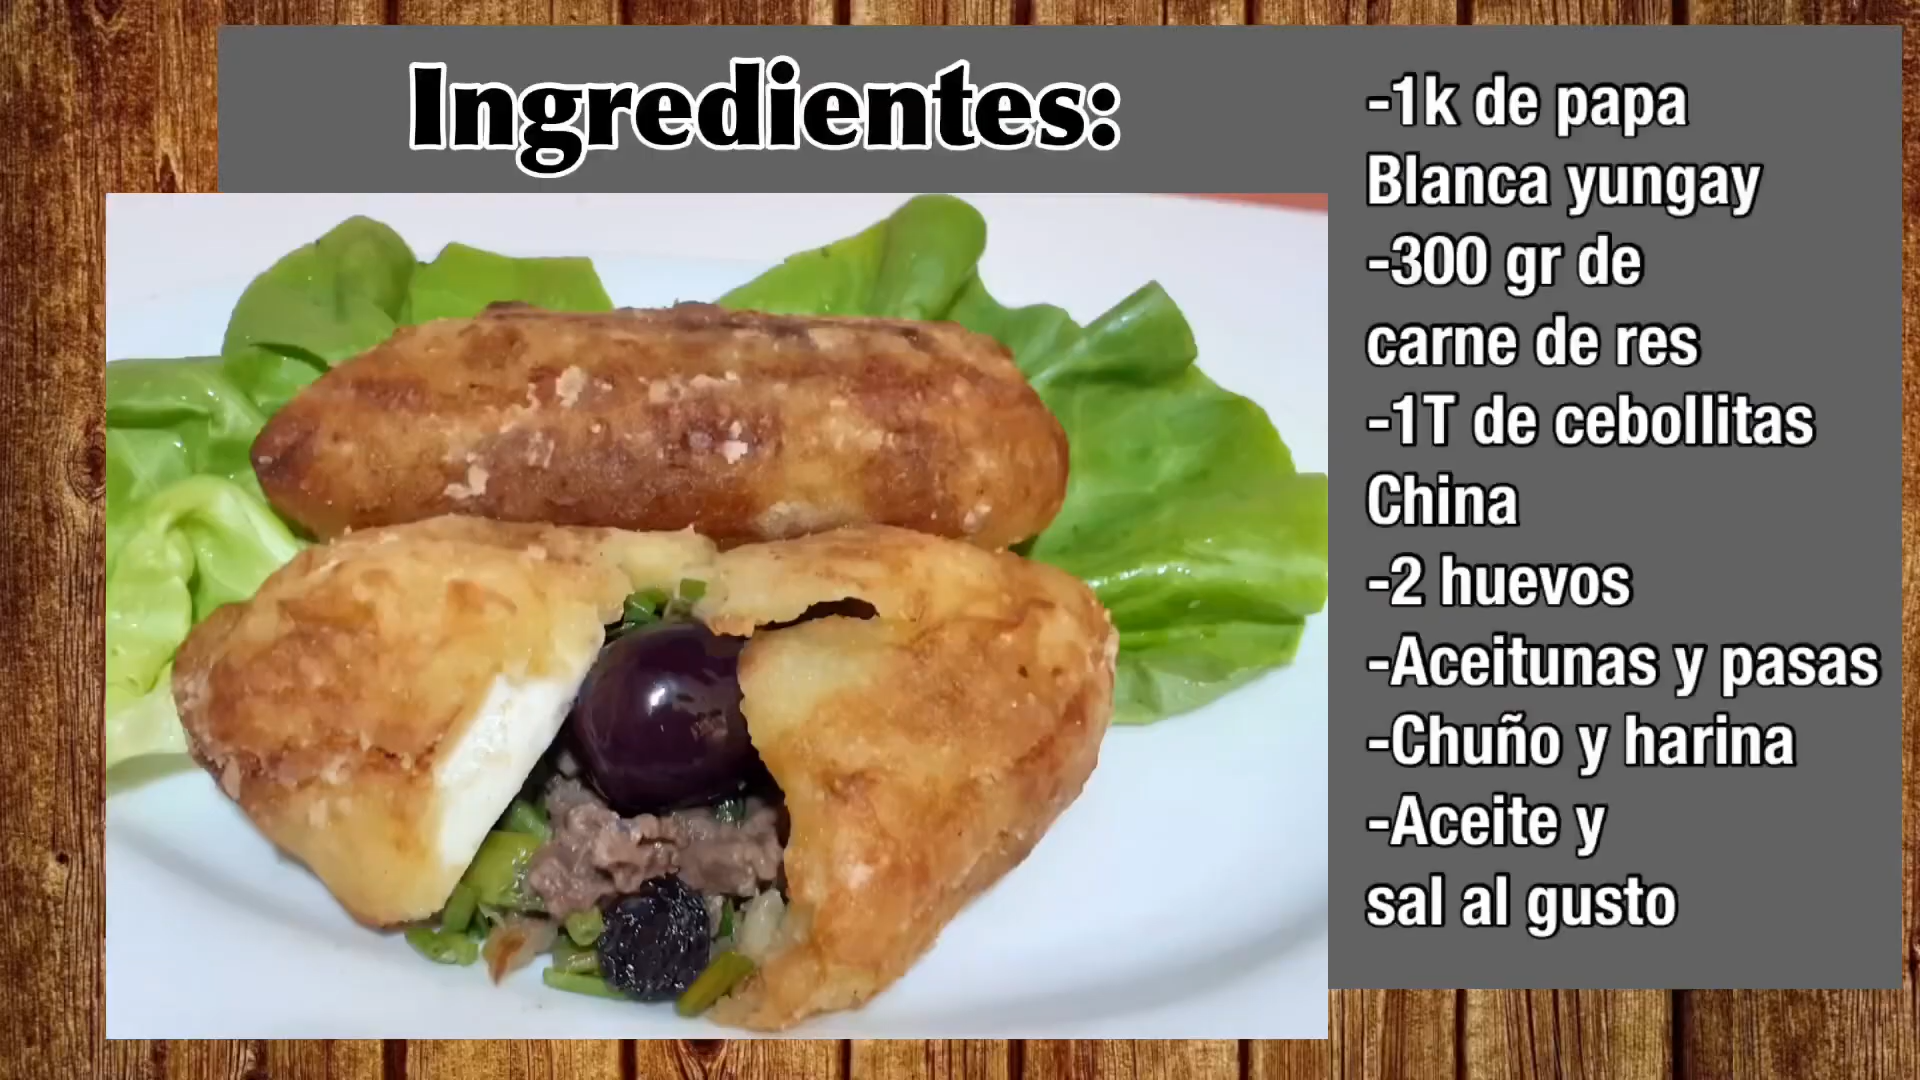 Ingredientes:
-1k de papa
Blanca yungay
-300 gr de
carne de res
-1T de cebollitas
China
-2 huevos
-Aceitunas y pasas
-Chuño y harina
-Aceite y
sal al gusto